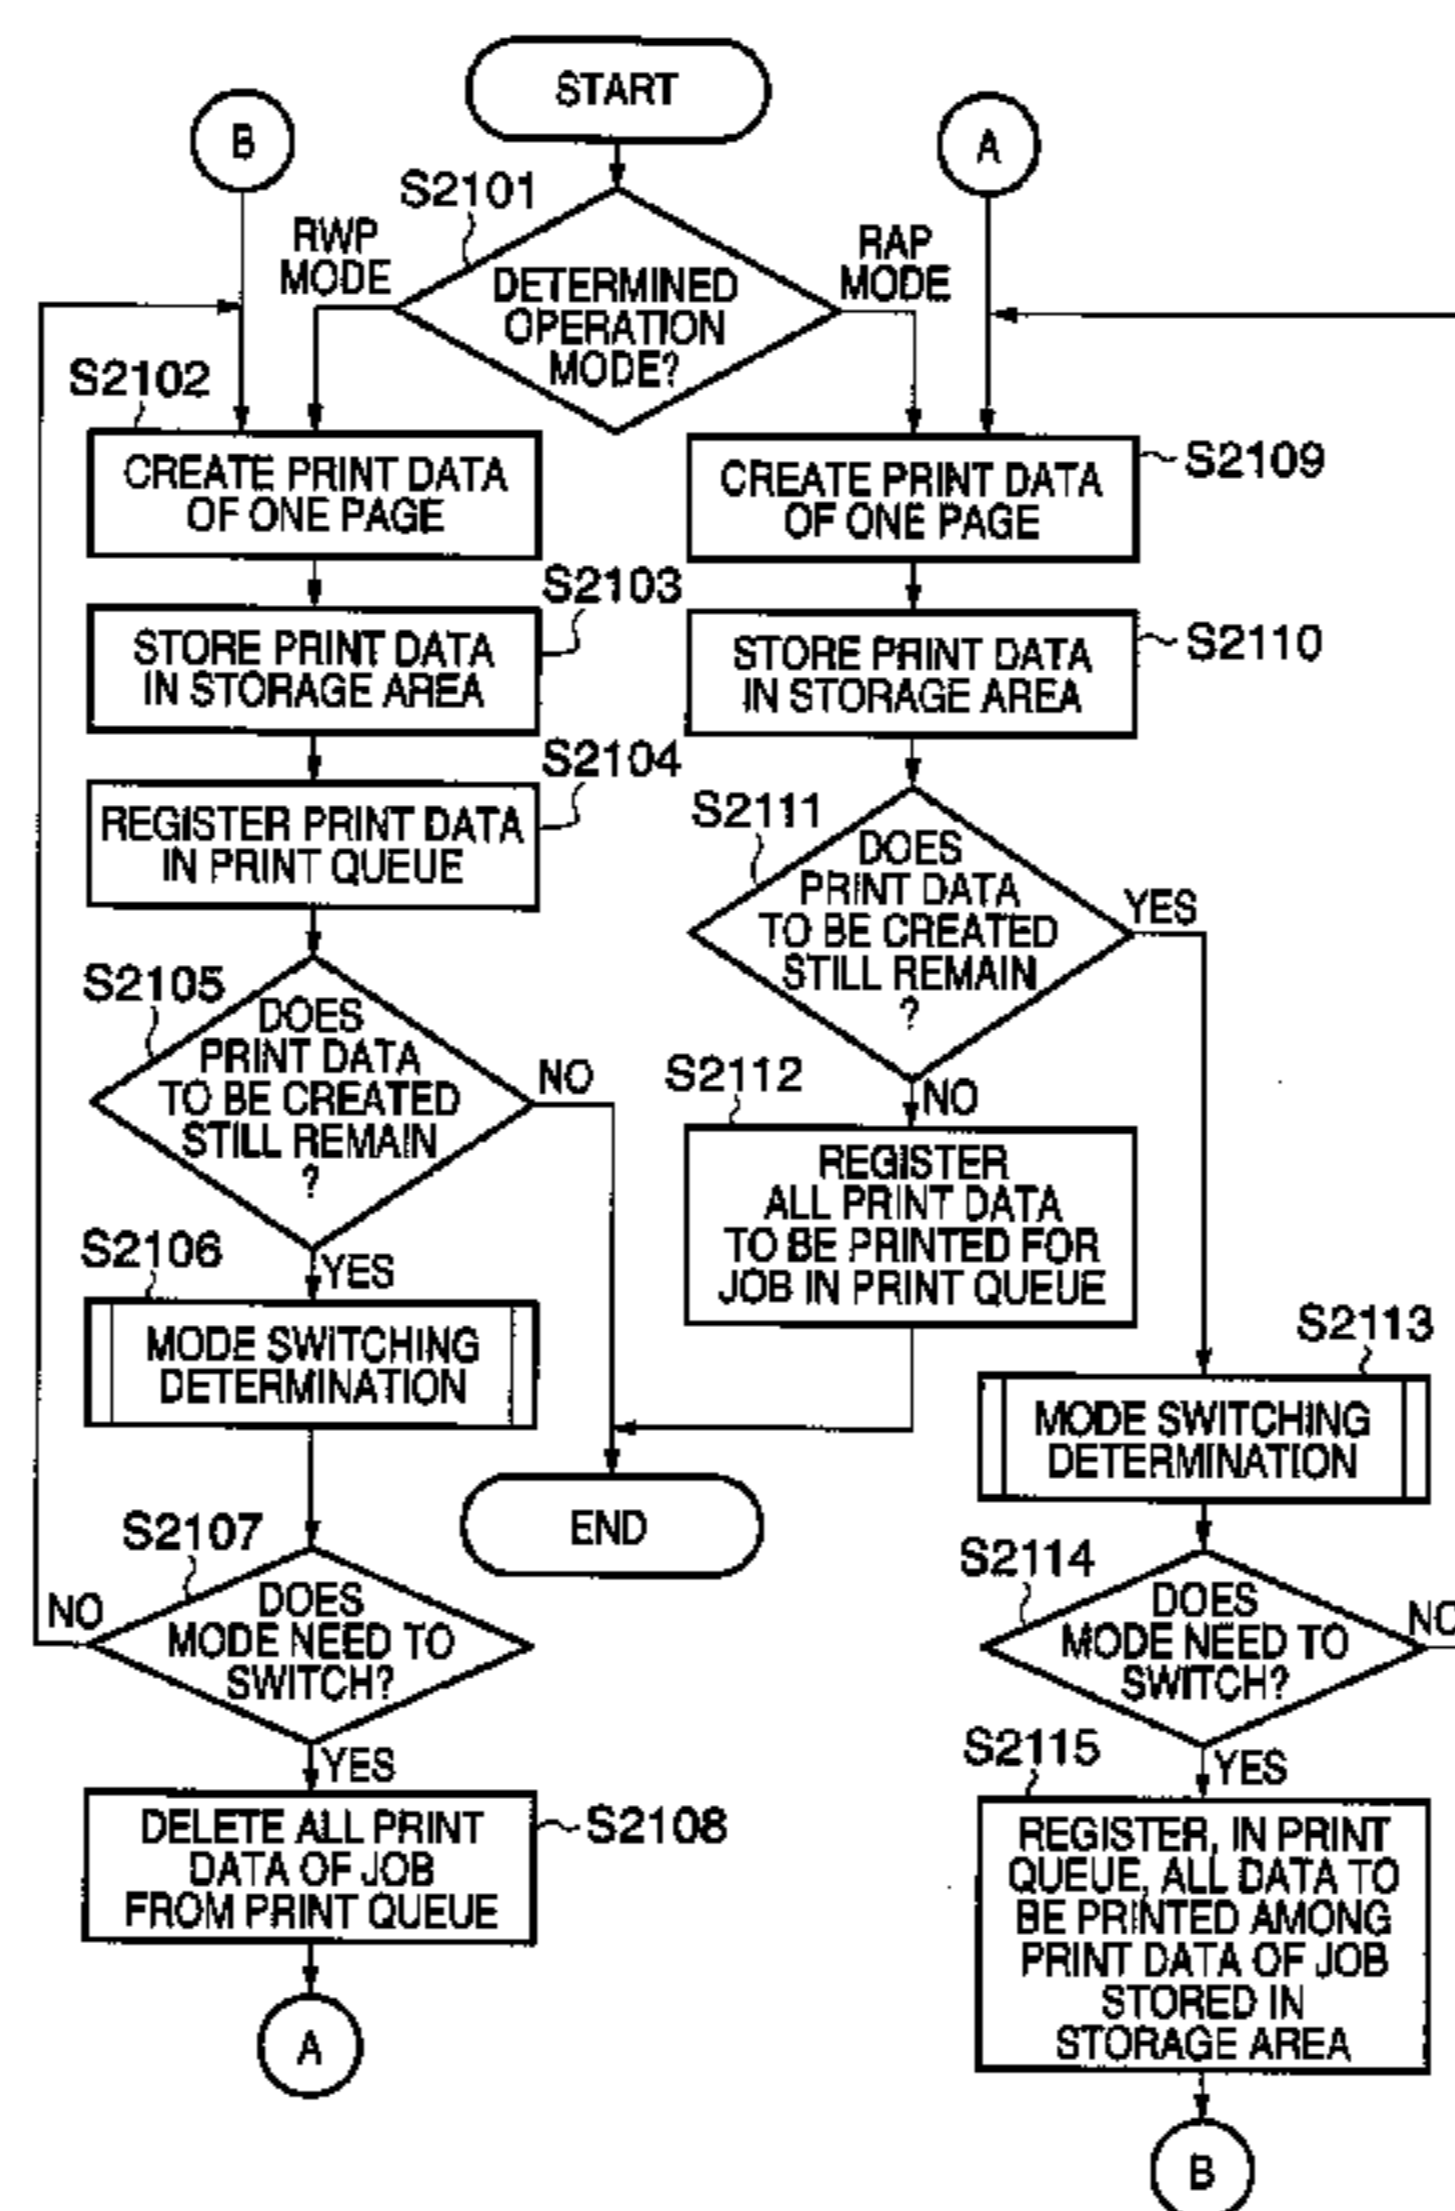 START
B
A
S2101
RWP
MODE
RAP
MODE
DETERMINED
OPERATION
MODE?
S2102
CREATE PRINT DATA
OF ONE PAGE
S2103
STORE PRINT DATA
IN STORAGE AREA
S2104
REGISTER PRINT DATA
IN PRINT QUEUE
S2105
DOES
PRINT DATA
TO BE CREATED
STILL REMAIN
?
NO
YES
S2106
MODE SWITCHING
DETERMINATION
S2107
DOES
MODE NEED TO
SWITCH?
NO
YES
S2108
DELETE ALL PRINT
DATA OF JOB
FROM PRINT QUEUE
A
S2109
CREATE PRINT DATA
OF ONE PAGE
S2110
STORE PRINT DATA
IN STORAGE AREA
S2111
DOES
PRINT DATA
TO BE CREATED
STILL REMAIN
?
YES
NO
S2112
REGISTER
ALL PRINT DATA
TO BE PRINTED FOR
JOB IN PRINT QUEUE
END
S2113
MODE SWITCHING
DETERMINATION
S2114
DOES
MODE NEED TO
SWITCH?
NO
YES
S2115
REGISTER, IN PRINT
QUEUE, ALL DATA TO
BE PRINTED AMONG
PRINT DATA OF JOB
STORED IN
STORAGE AREA
B